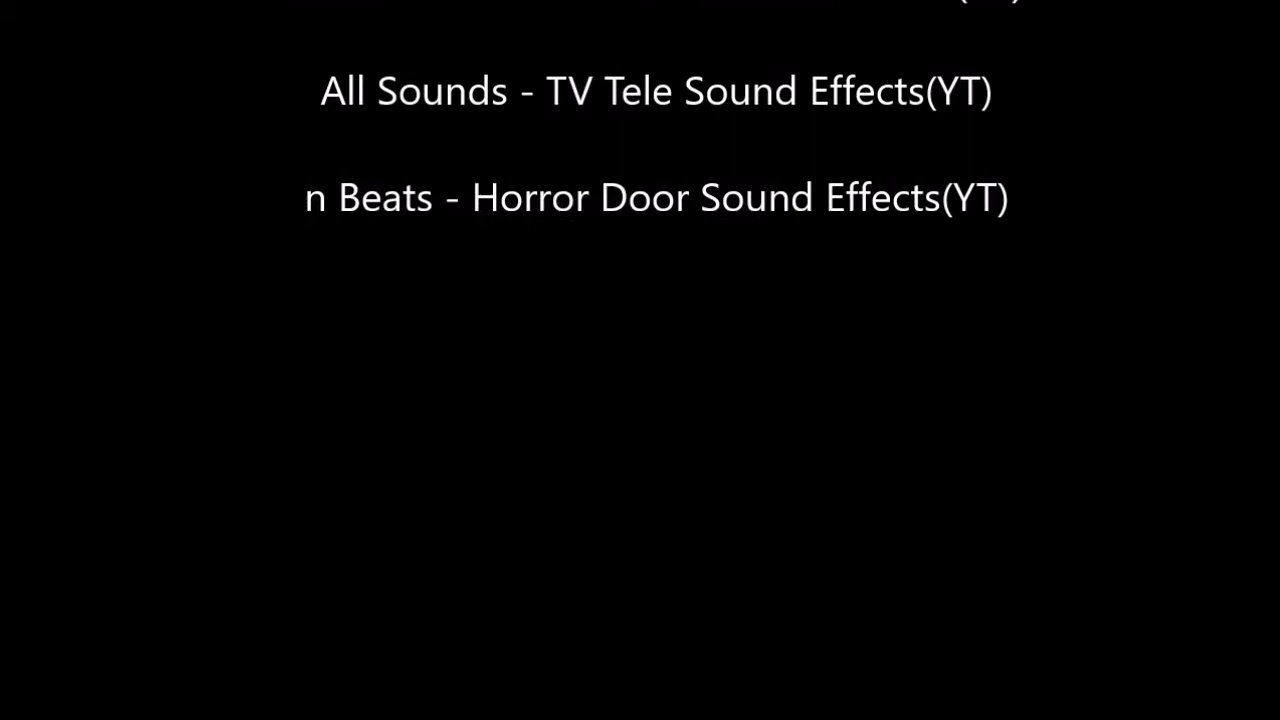 All Sounds - TV Tele Sound Effects(YT)
n Beats - Horror Door Sound Effects(YT)